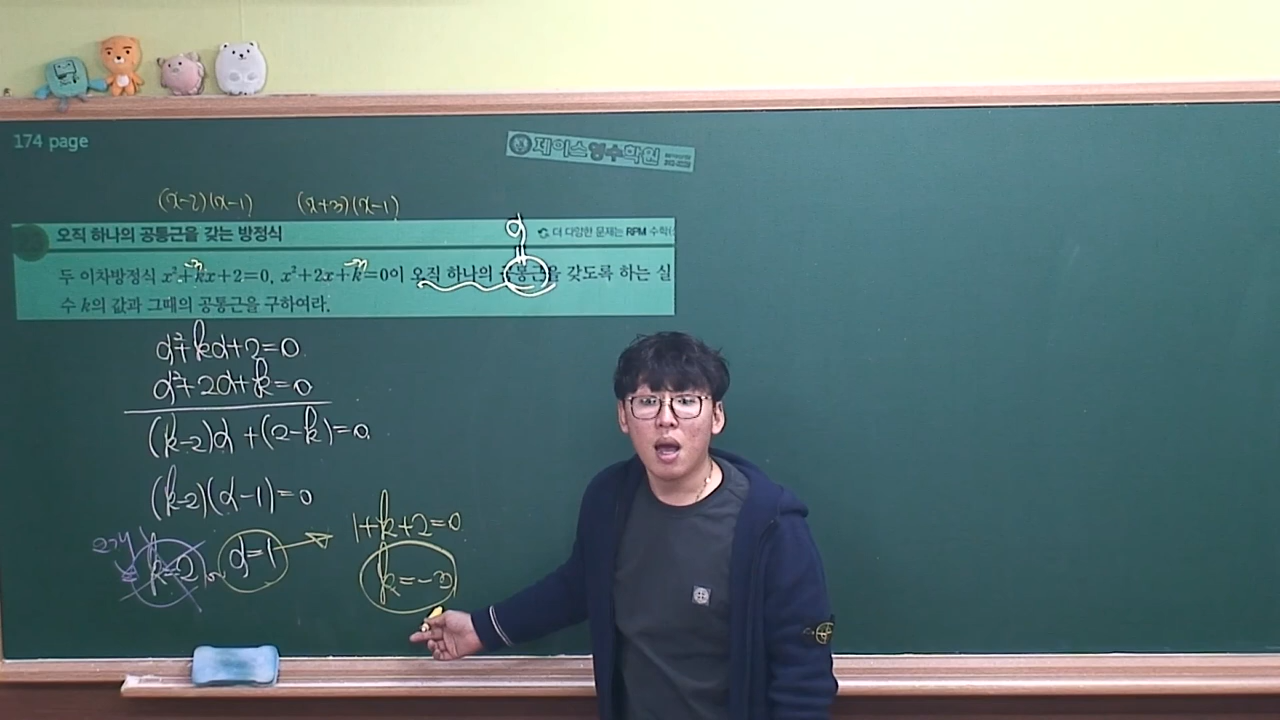 174 page
제이스영수학원
(x-2)(x-1) (x+3)(x-1)
오직 하나의 공통근을 갖는 방정식
더 다양한 문제는 RPM 수학(
α
두 이차방정식 x²+kx+2=0, x²+2x+k=0이 오직 하나의 공통근을 갖도록 하는 실
수 k의 값과 그때의 공통근을 구하여라.
α²+kα+2=0
α²+2α+k=0
(k-2)α+(2-k)=0
(k-2)(α-1)=0
k=2 or α=1
1+k+2=0
k=-3